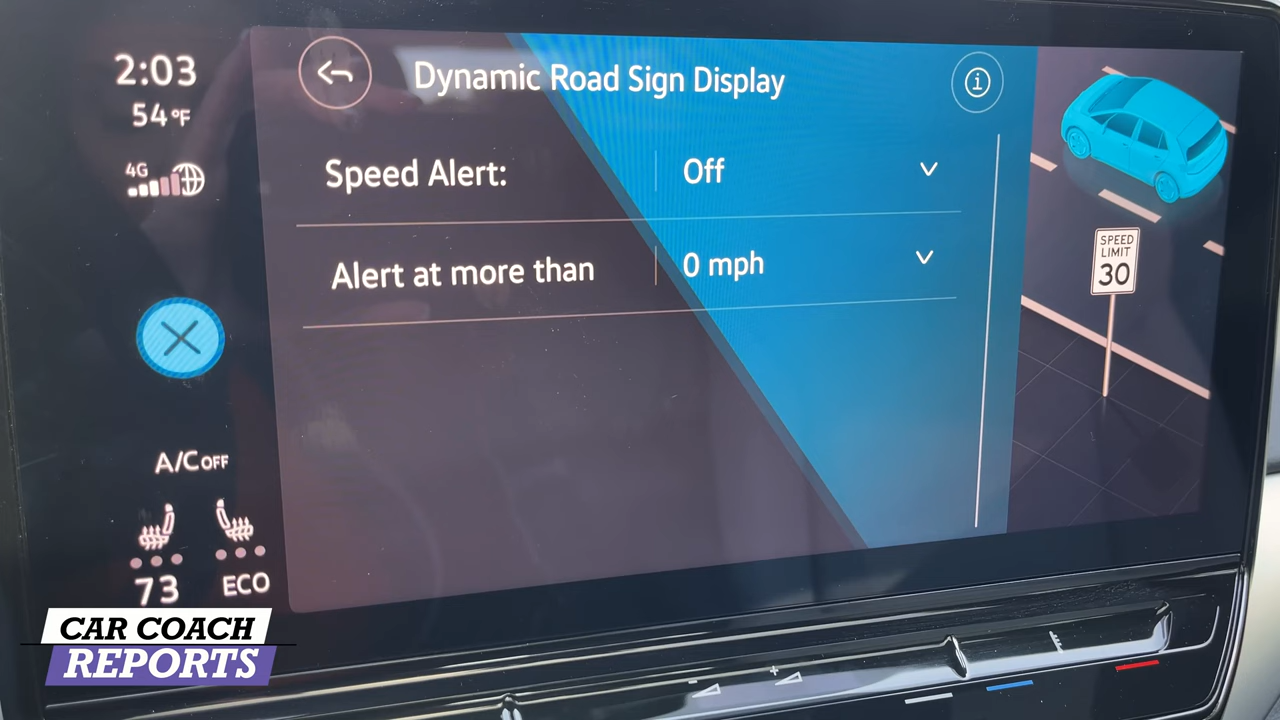 2:03
54 °F
4G
Dynamic Road Sign Display
i
Speed Alert:
Off
Alert at more than
0 mph
SPEED
LIMIT
30
A/C OFF
73
ECO
- +
CAR COACH
REPORTS